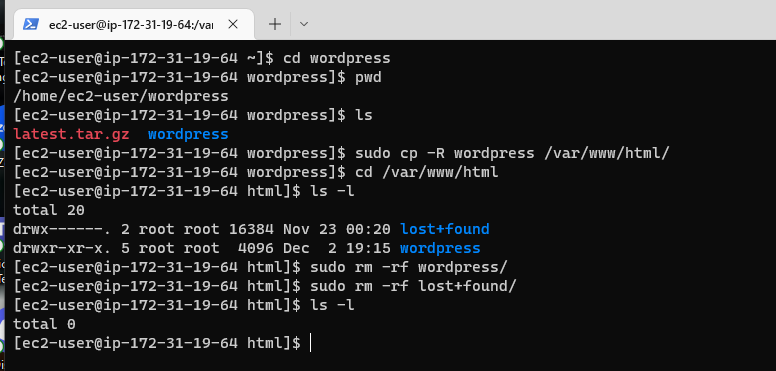 ec2-user@ip-172-31-19-64:/var
[ec2-user@ip-172-31-19-64 ~]$ cd wordpress
[ec2-user@ip-172-31-19-64 wordpress]$ pwd
/home/ec2-user/wordpress
[ec2-user@ip-172-31-19-64 wordpress]$ ls
latest.tar.gz  wordpress
[ec2-user@ip-172-31-19-64 wordpress]$ sudo cp -R wordpress /var/www/html/
[ec2-user@ip-172-31-19-64 wordpress]$ cd /var/www/html
[ec2-user@ip-172-31-19-64 html]$ ls -l
total 20
drwx------. 2 root root 16384 Nov 23 00:20 lost+found
drwxr-xr-x. 5 root root  4096 Dec  2 19:15 wordpress
[ec2-user@ip-172-31-19-64 html]$ sudo rm -rf wordpress/
[ec2-user@ip-172-31-19-64 html]$ sudo rm -rf lost+found/
[ec2-user@ip-172-31-19-64 html]$ ls -l
total 0
[ec2-user@ip-172-31-19-64 html]$